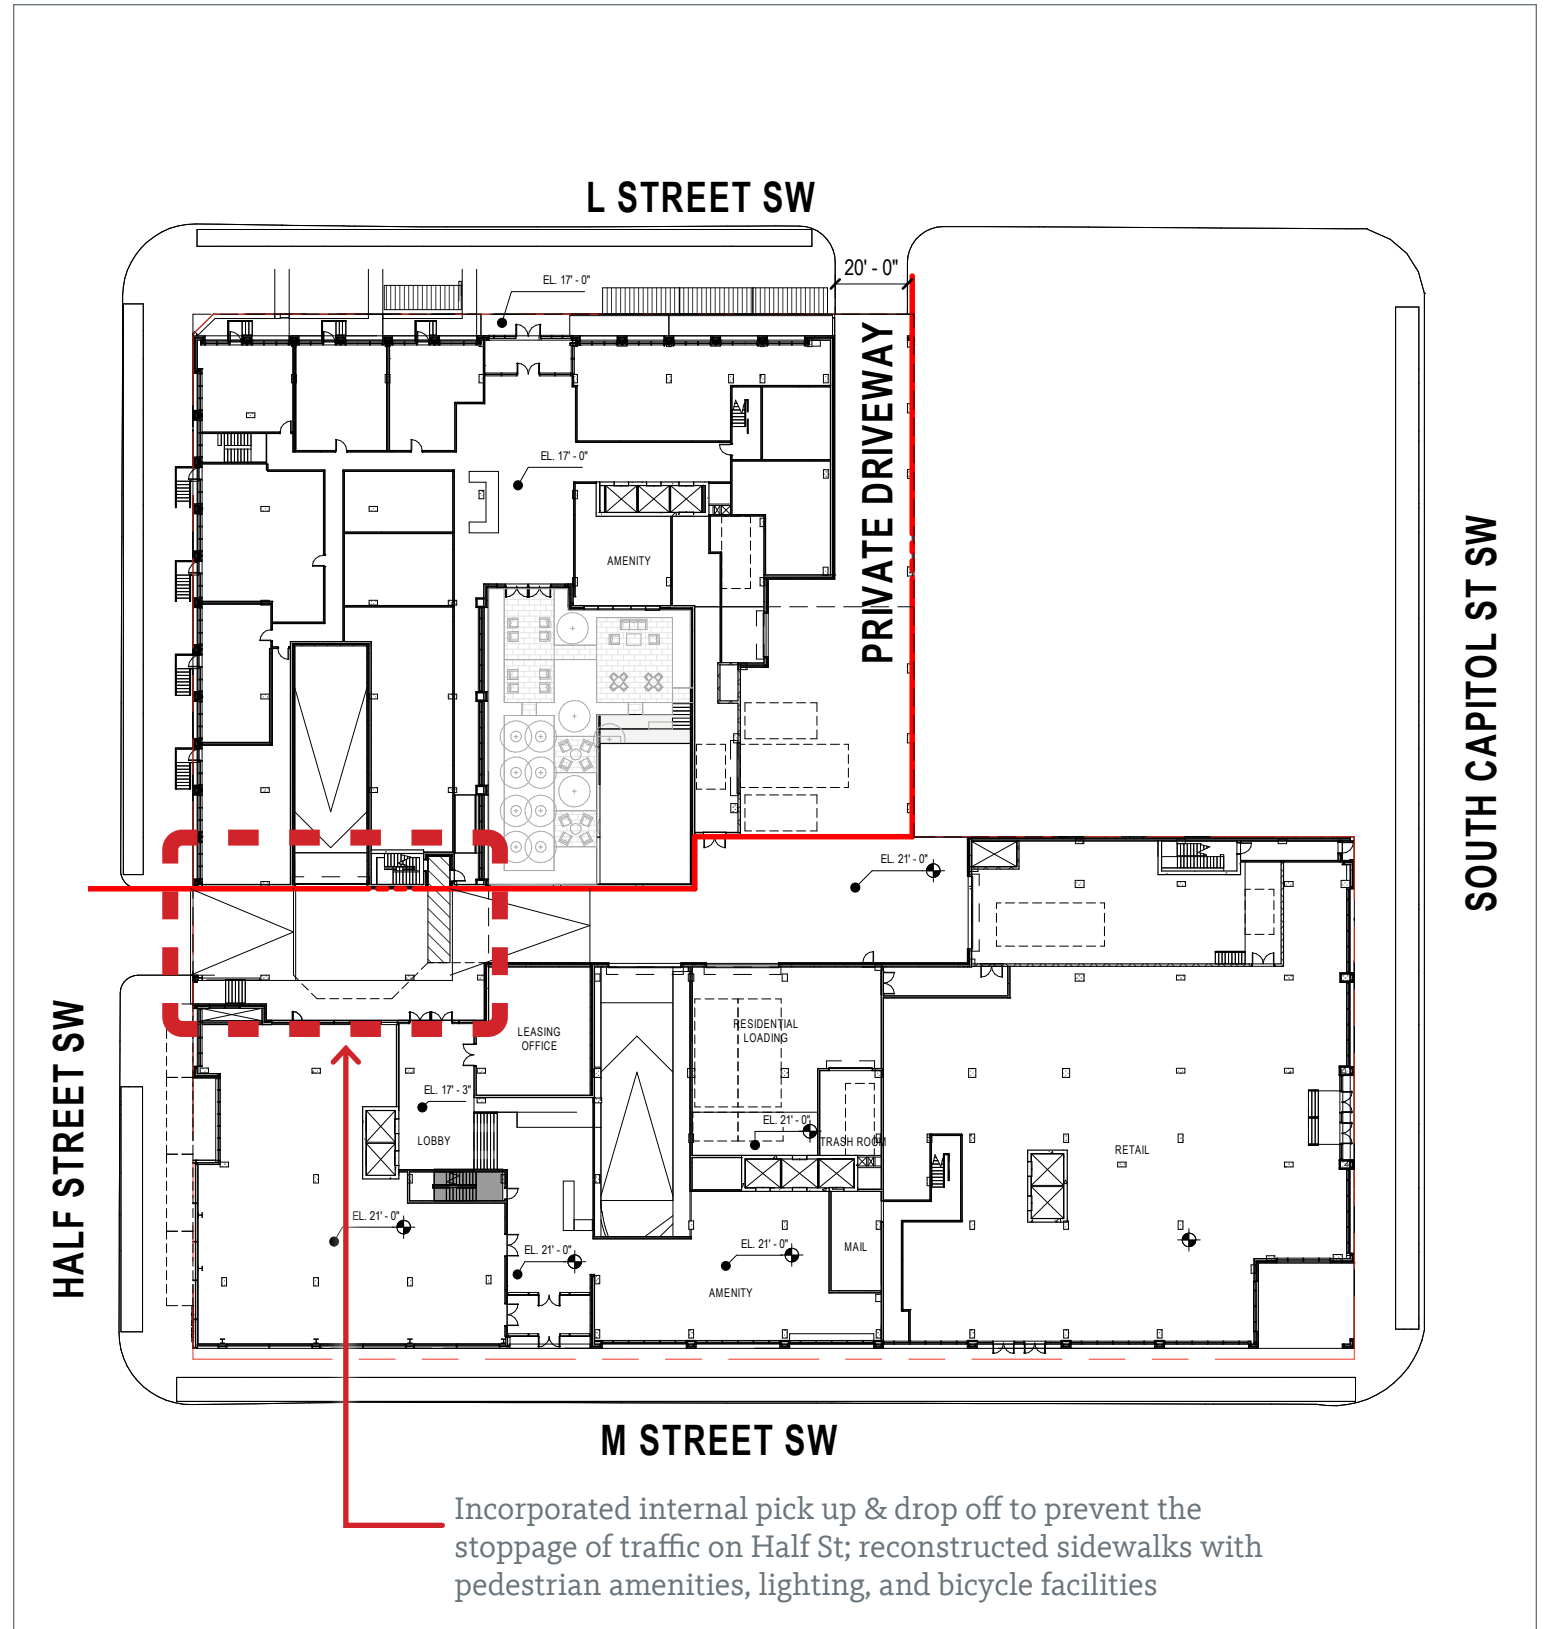 L STREET SW
20' - 0"
EL. 17' - 0"
PRIVATE DRIVEWAY
EL. 17' - 0"
AMENITY
SOUTH CAPITOL ST SW
EL. 21' - 0"
HALF STREET SW
LEASING
OFFICE
RESIDENTIAL
LOADING
EL. 17' - 3"
LOBBY
EL. 21' - 0"
TRASH ROOM
RETAIL
EL. 21' - 0"
EL. 21' - 0"
EL. 21' - 0"
MAIL
AMENITY
M STREET SW
Incorporated internal pick up & drop off to prevent the
stoppage of traffic on Half St; reconstructed sidewalks with
pedestrian amenities, lighting, and bicycle facilities